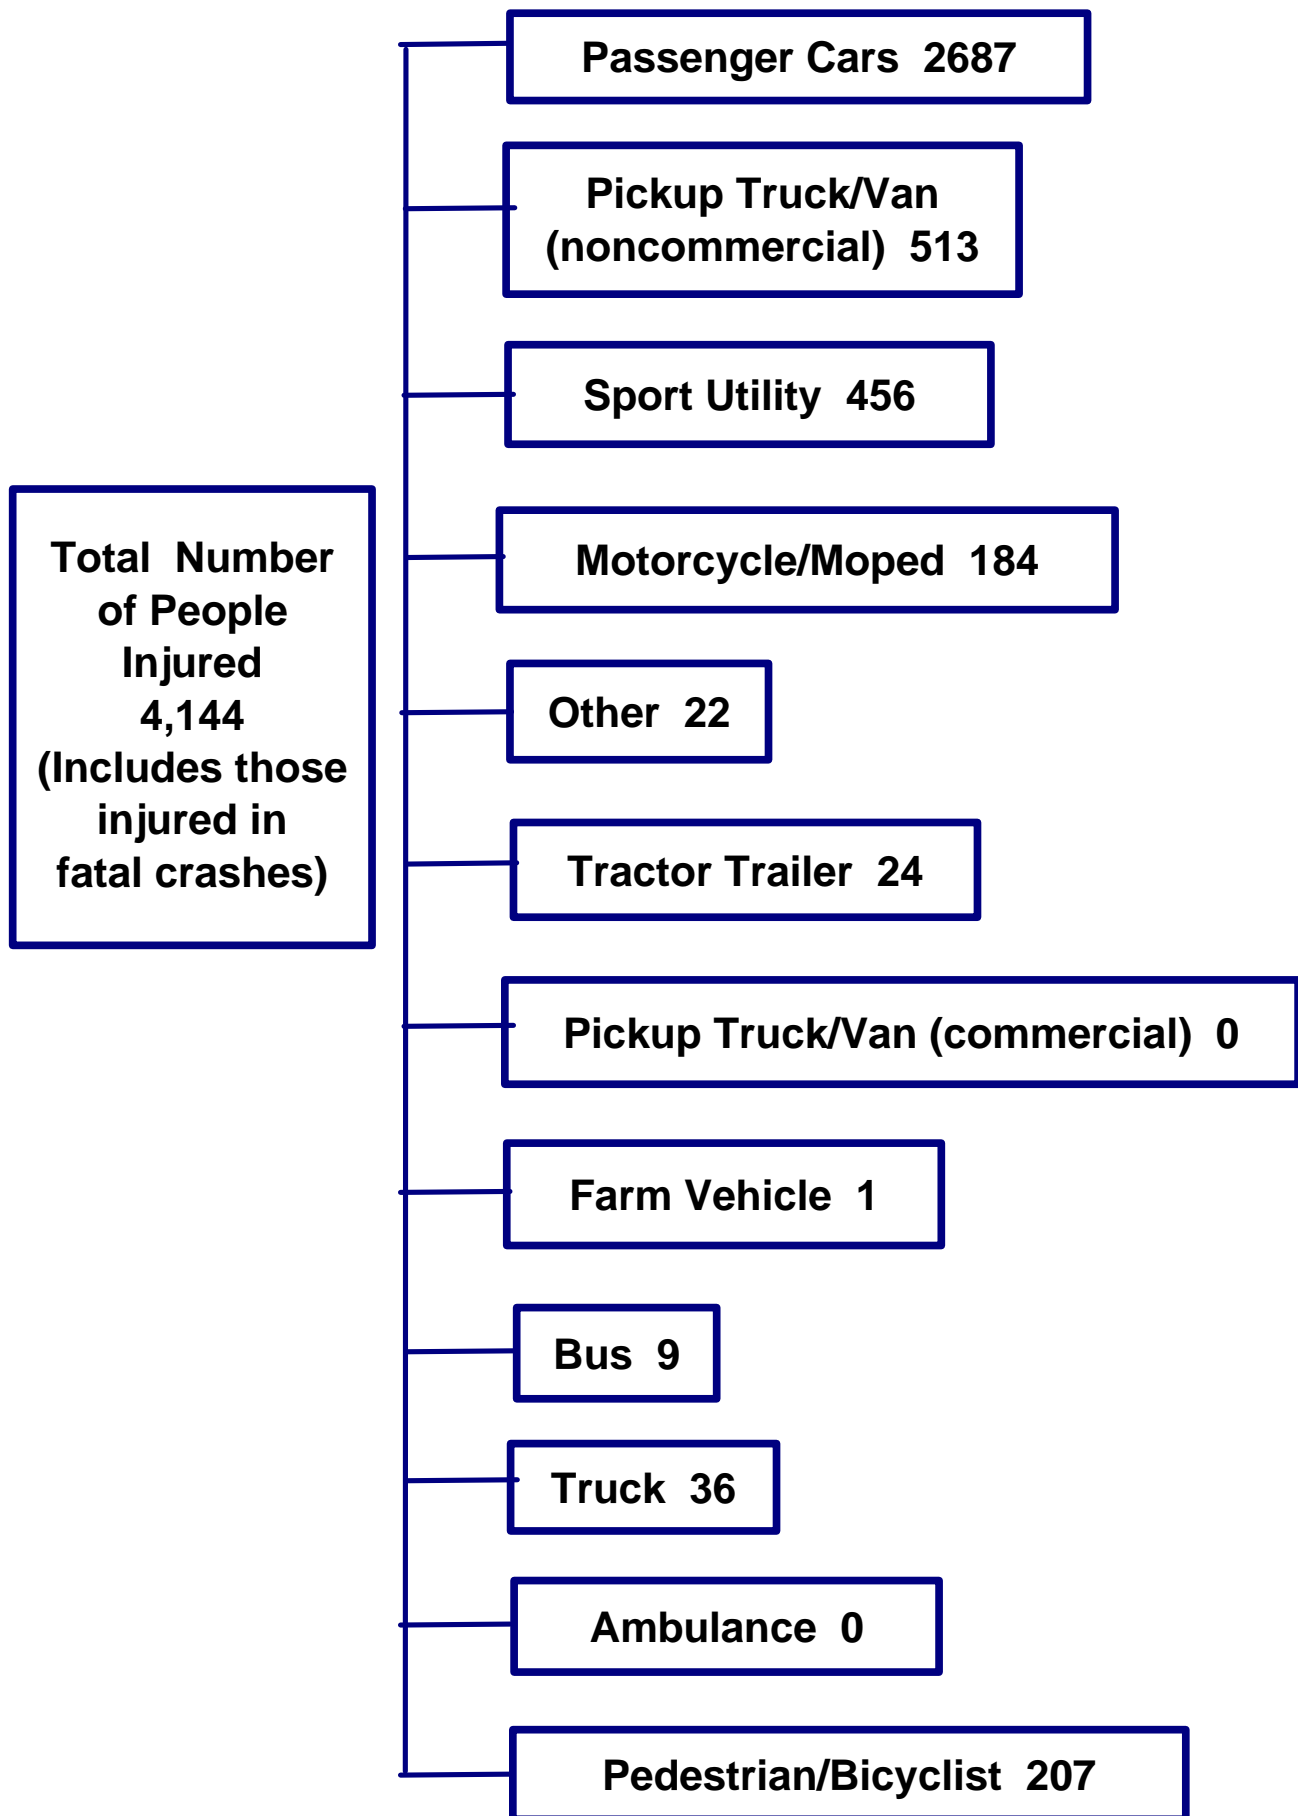 Passenger Cars 2687
Pickup Truck/Van
(noncommercial) 513
Sport Utility 456
Total Number
of People
Injured
4,144
(Includes those
injured in
fatal crashes)
Motorcycle/Moped 184
Other 22
Tractor Trailer 24
Pickup Truck/Van (commercial) 0
Farm Vehicle 1
Bus 9
Truck 36
Ambulance 0
Pedestrian/Bicyclist 207